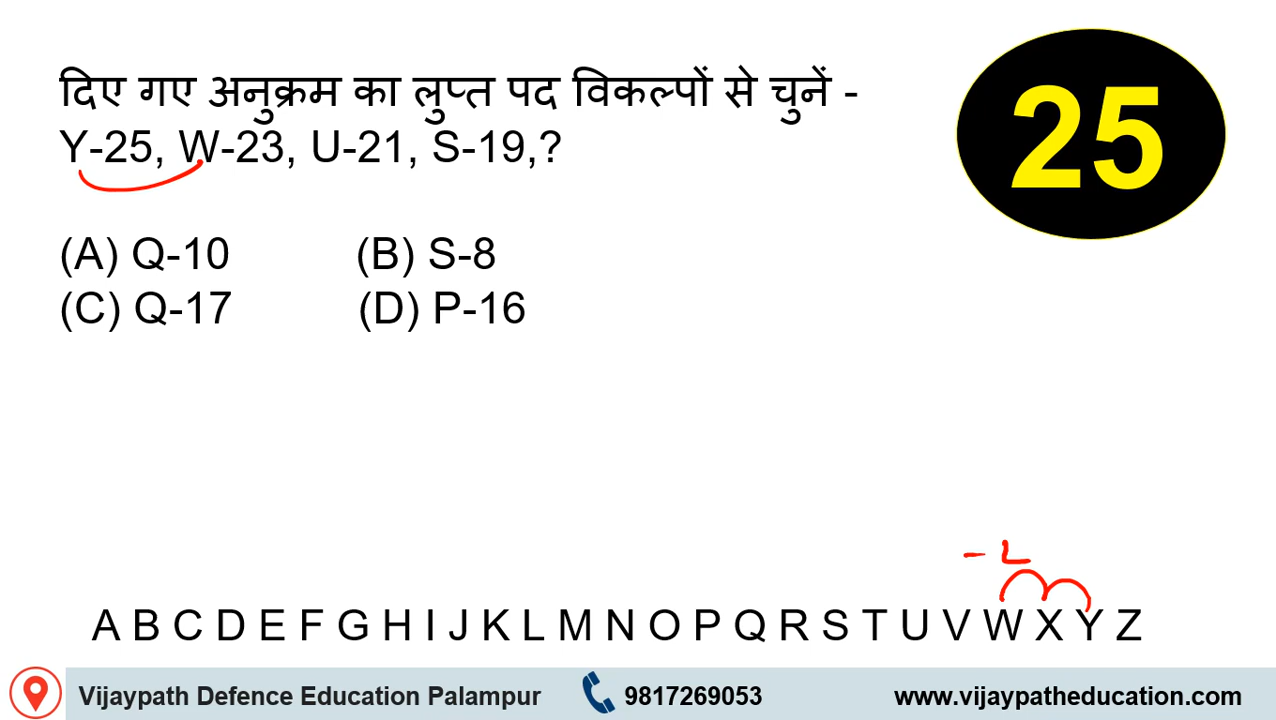 दिए गए अनुक्रम का लुप्त पद विकल्पों से चुनें -
Y-25, W-23, U-21, S-19,?
25
(A) Q-10 (B) S-8
(C) Q-17 (D) P-16
A B C D E F G H I J K L M N O P Q R S T U V W X Y Z
Vijaypath Defence Education Palampur 9817269053 www.vijaypatheducation.com